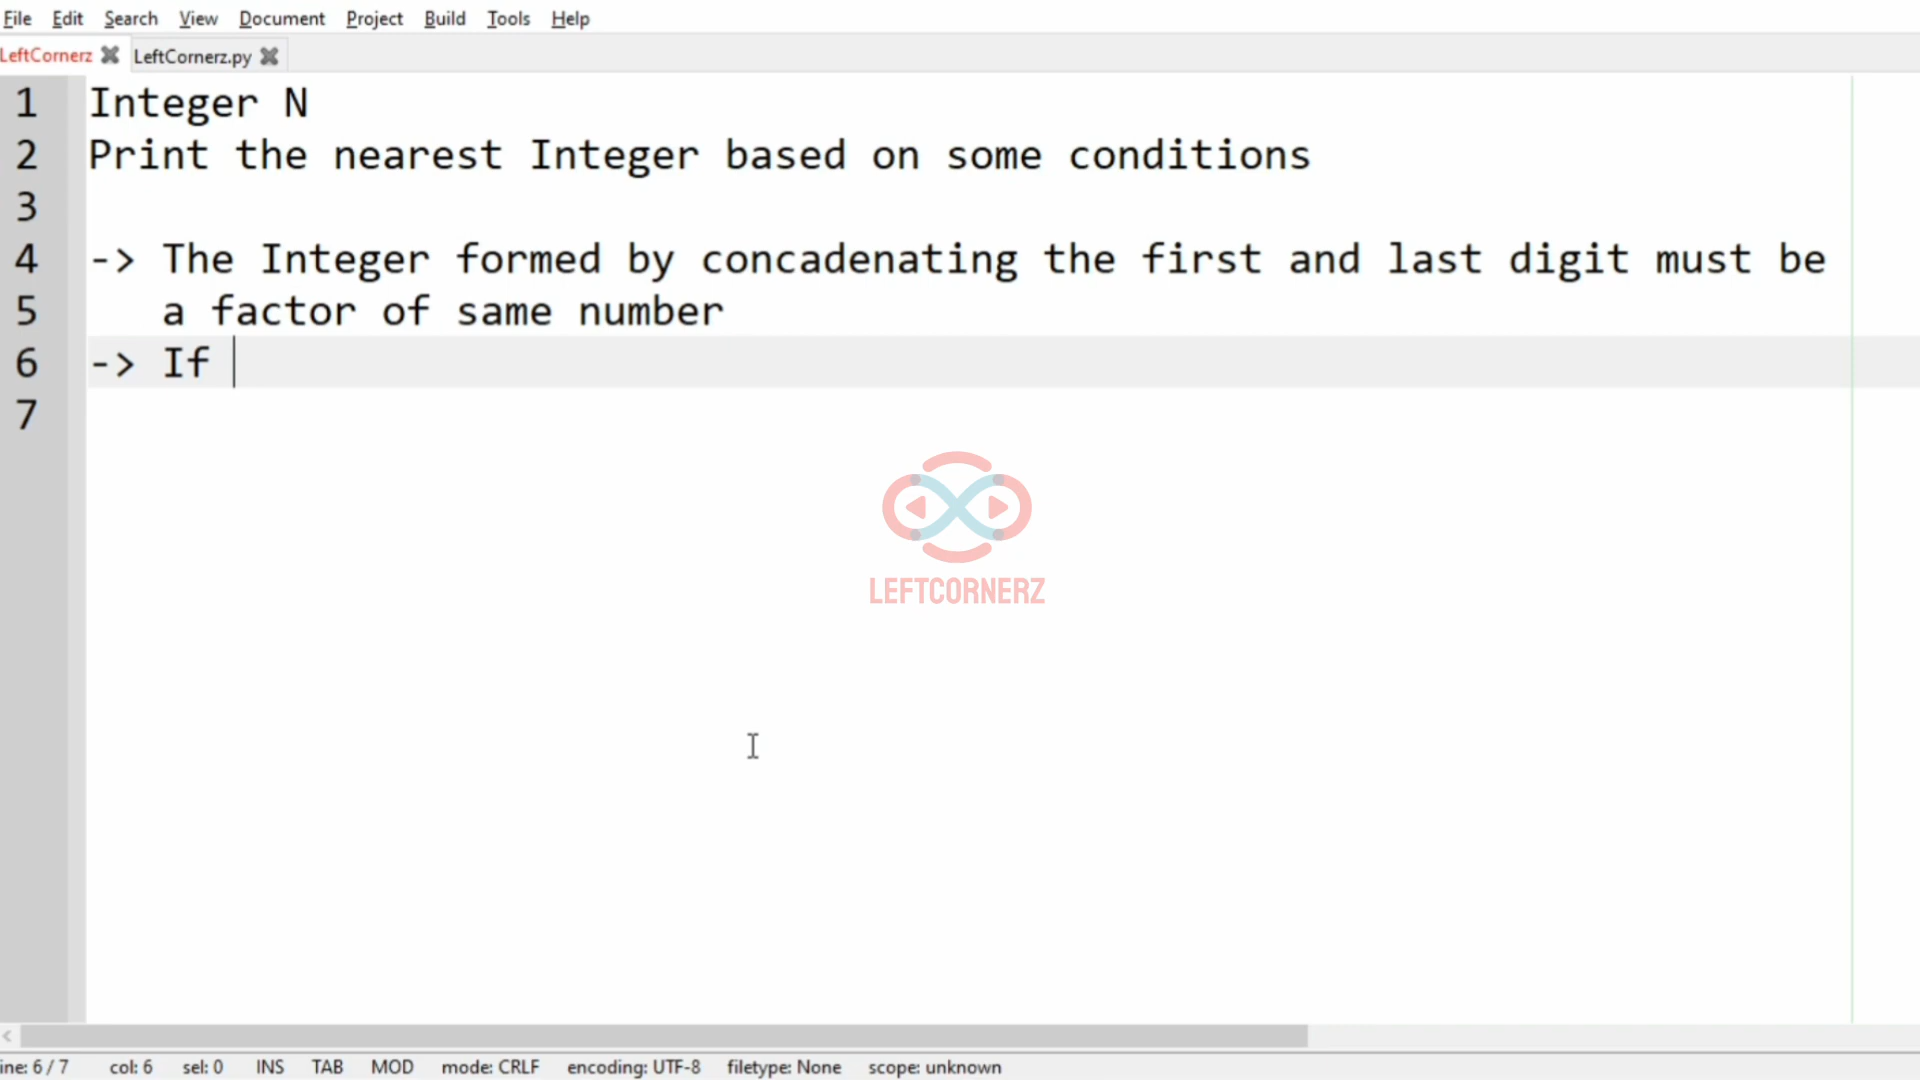 File Edit Search View Document Project Build Tools Help
LeftCornerz LeftCornerz.py
1 Integer N
2 Print the nearest Integer based on some conditions
3
4 -> The Integer formed by concadenating the first and last digit must be
5 a factor of same number
6 -> If
7
LEFTCORNERZ
ine: 6 / 7 col: 6 sel: 0 INS TAB MOD mode: CRLF encoding: UTF-8 filetype: None scope: unknown